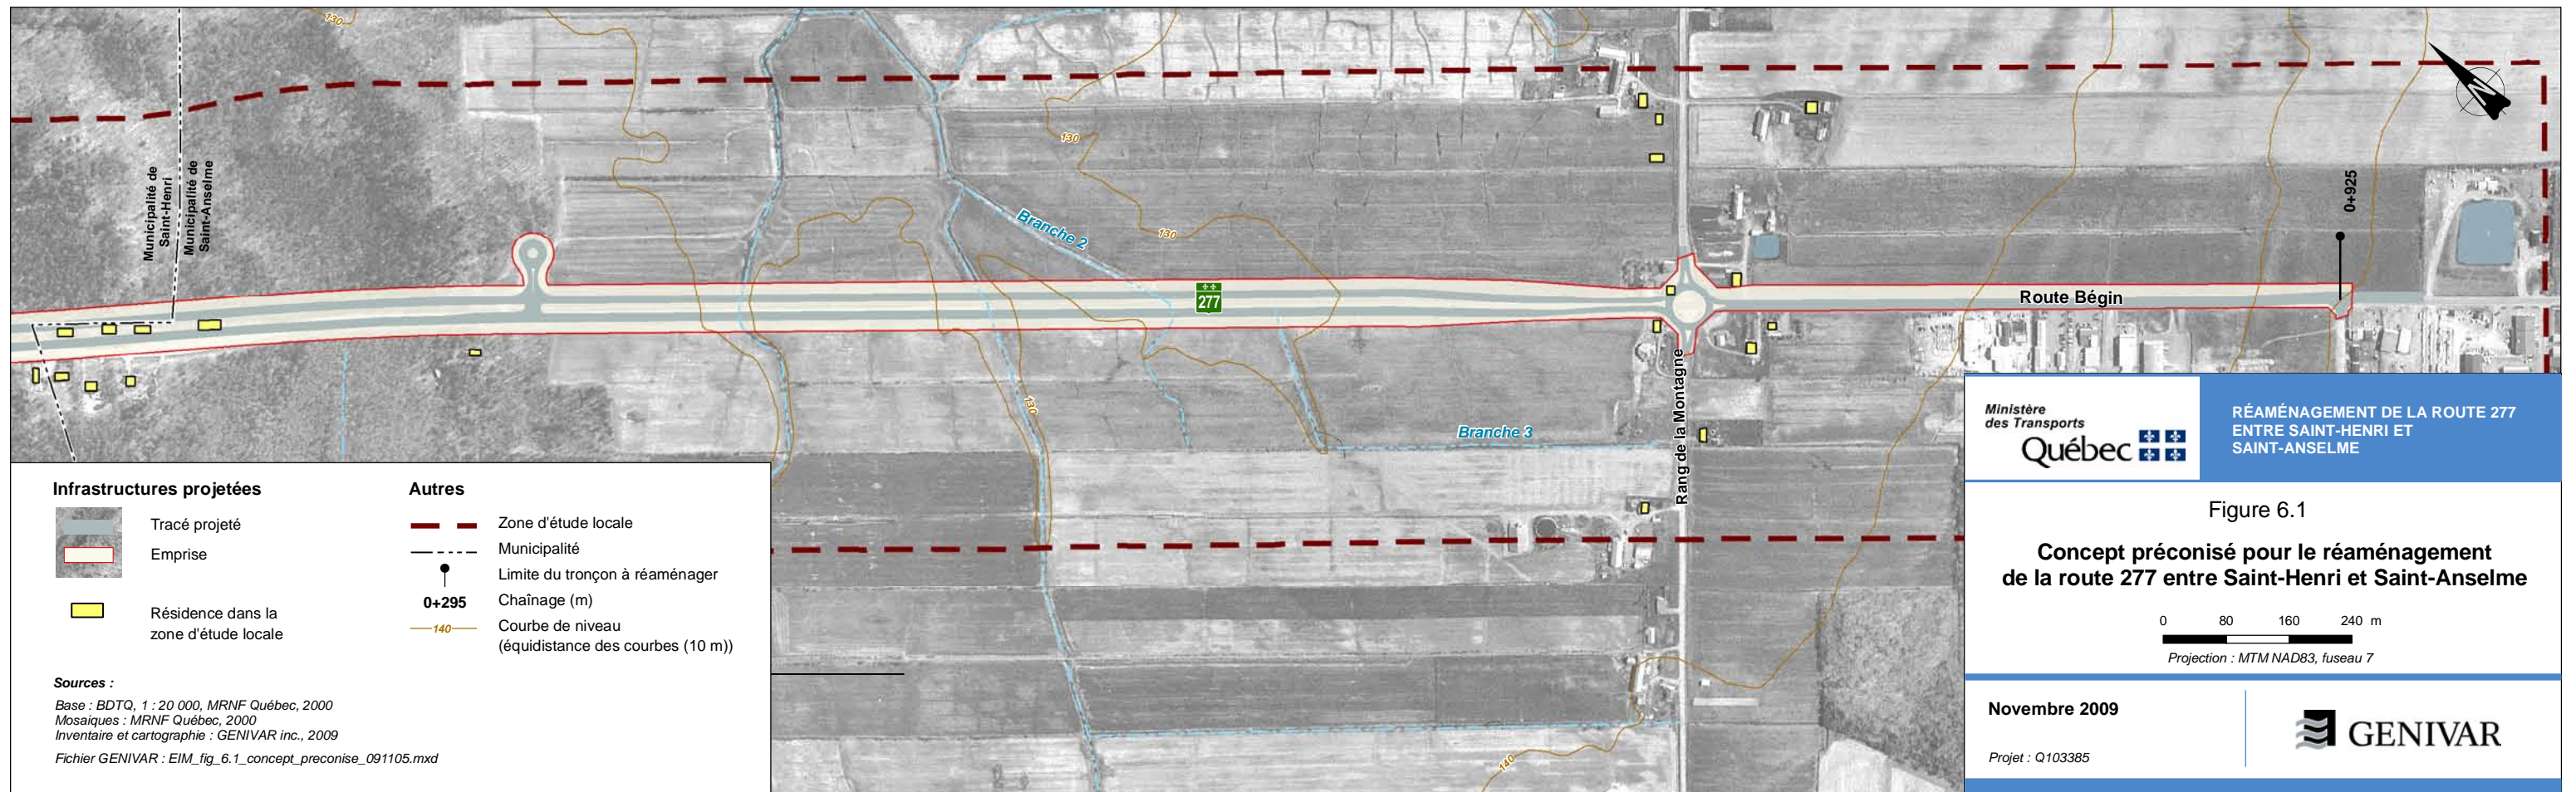 130
Municipalité de
Saint-Henri
Municipalité de
Saint-Anselme
130
Branche 2
130
277
130
Branche 3
Rang de la Montagne
Route Bégin
0+925
140
Infrastructures projetées
Tracé projeté
Emprise
Résidence dans la
zone d'étude locale
Autres
Zone d'étude locale
Municipalité
Limite du tronçon à réaménager
0+295
Chaînage (m)
140
Courbe de niveau
(équidistance des courbes (10 m))
Sources :
Base : BDTQ, 1 : 20 000, MRNF Québec, 2000
Mosaiques : MRNF Québec, 2000
Inventaire et cartographie : GENIVAR inc., 2009
Fichier GENIVAR : EIM_fig_6.1_concept_preconise_091105.mxd
Ministère
des Transports
Québec
RÉAMÉNAGEMENT DE LA ROUTE 277
ENTRE SAINT-HENRI ET
SAINT-ANSELME
Figure 6.1
Concept préconisé pour le réaménagement
de la route 277 entre Saint-Henri et Saint-Anselme
0 80 160 240 m
Projection : MTM NAD83, fuseau 7
Novembre 2009
Projet : Q103385
GENIVAR